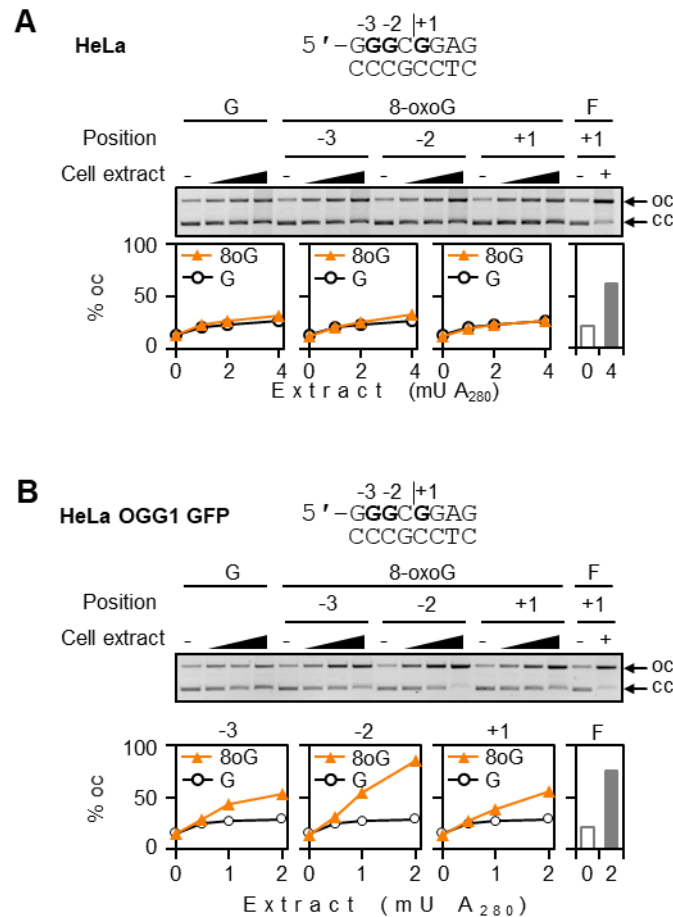 A
-3 -2 |+1
HeLa
5 ′-GGGCGGAG
CCCGCCTC
G 8-oxoG F
Position -3 -2 +1 +1
Cell extract - - - - - +
oc
cc
100 8oG 8oG 8oG
G G G
% oc 50
0
0 2 4 0 2 4 0 2 4 0 4
Extract (mU A280)
B
-3 -2 |+1
HeLa OGG1 GFP
5 ′-GGGCGGAG
CCCGCCTC
G 8-oxoG F
Position -3 -2 +1 +1
Cell extract - - - - - +
oc
cc
-3 -2 +1 F
100 8oG 8oG 8oG
G G G
% oc 50
0
0 1 2 0 1 2 0 1 2 0 2
Extract (mU A280)